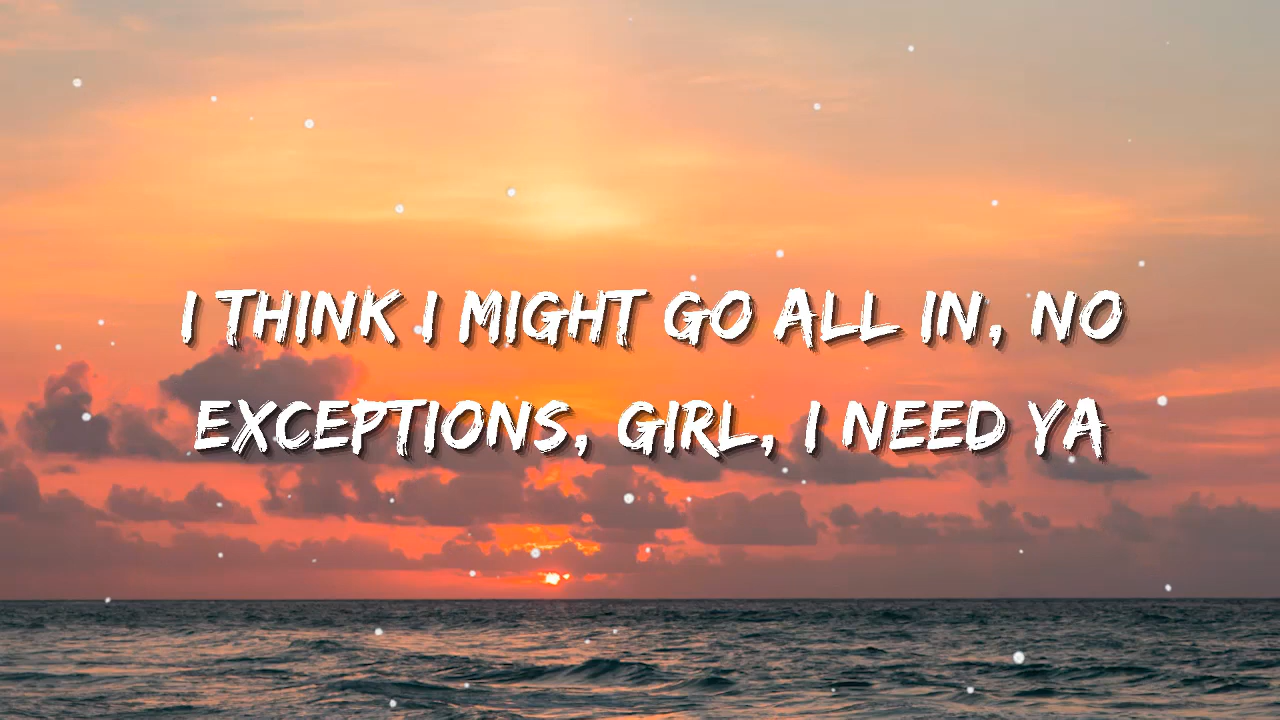 I THINK I MIGHT GO ALL IN, NO
EXCEPTIONS, GIRL, I NEED YA